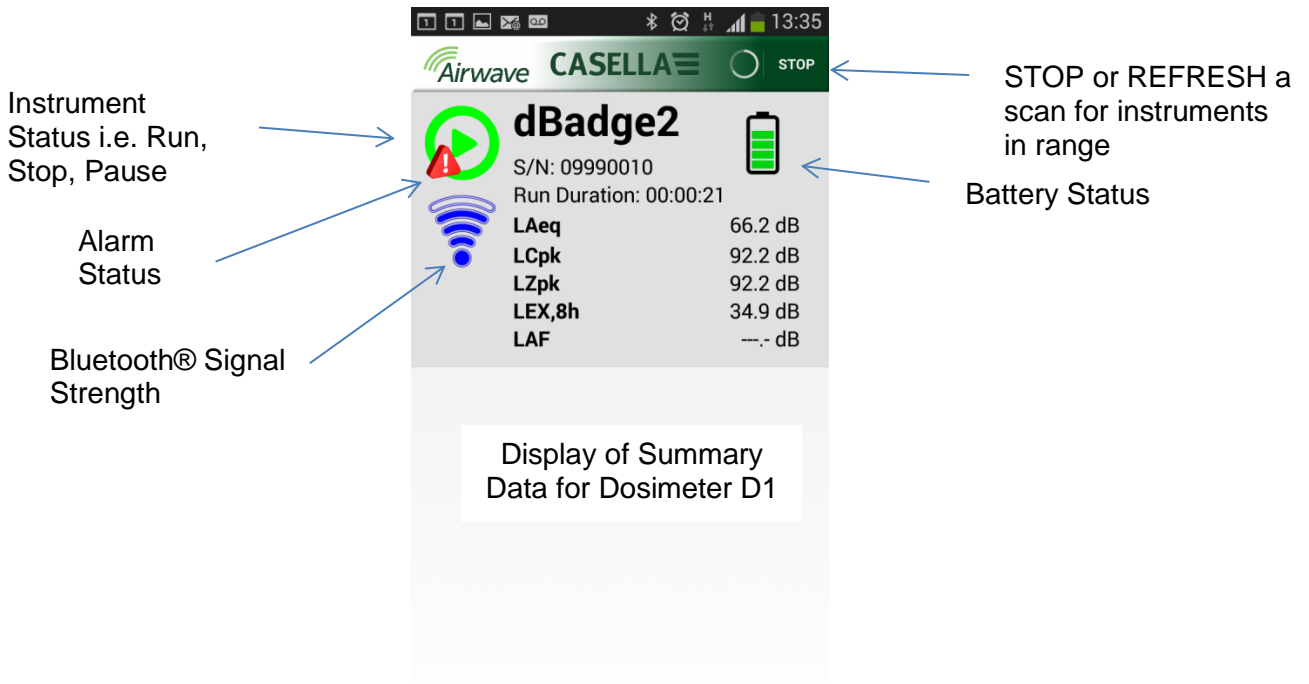 13:35
Airwave CASELLA STOP
Instrument
Status i.e. Run,
Stop, Pause
Alarm
Status
Bluetooth® Signal
Strength
dBadge2
S/N: 09990010
Run Duration: 00:00:21
LAeq 66.2 dB
LCpk 92.2 dB
LZpk 92.2 dB
LEX,8h 34.9 dB
LAF ---.- dB
Display of Summary
Data for Dosimeter D1
STOP or REFRESH a
scan for instruments
in range
Battery Status